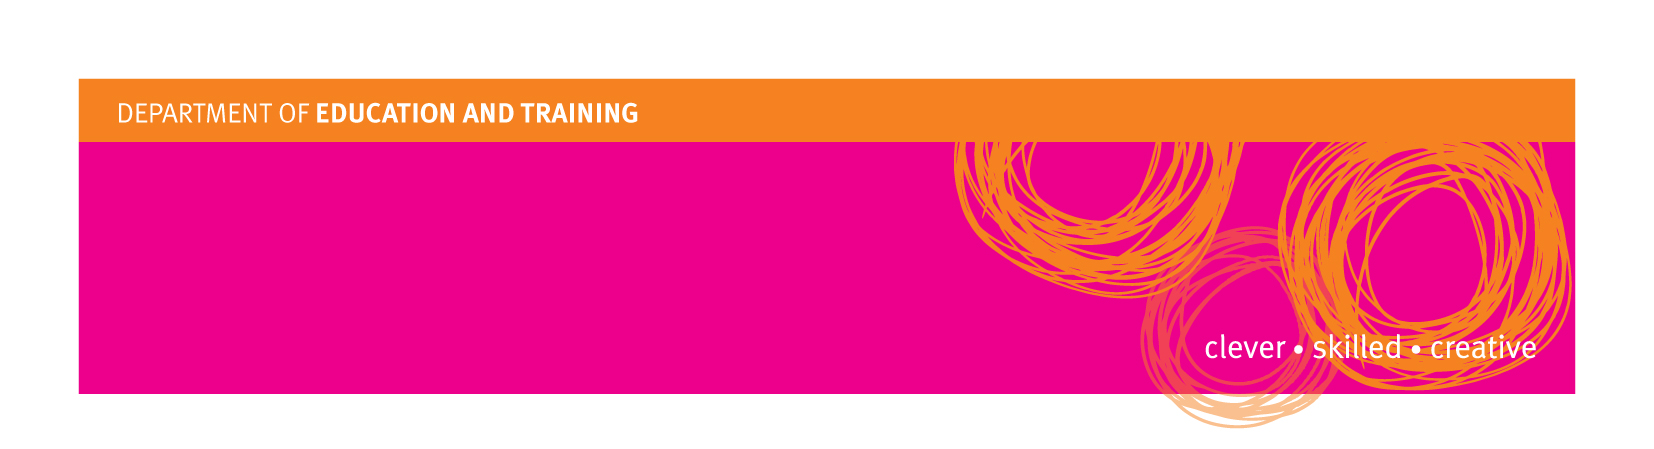 DEPARTMENT OF EDUCATION AND TRAINING
clever • skilled • creative